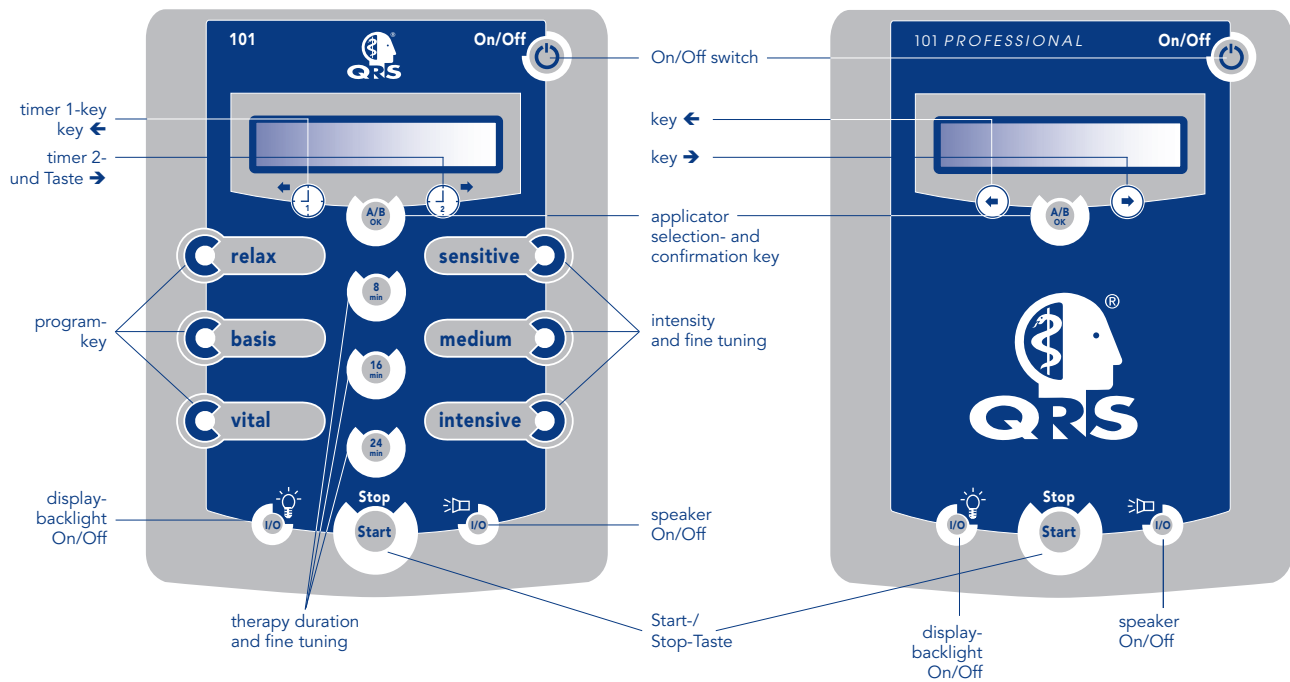 101
On/Off
QRS
timer 1-key
key ←
timer 2-
und Taste →
1
2
A/B
OK
relax
basis
vital
program-
key
8
min
16
min
24
min
sensitive
medium
intensive
display-
backlight
On/Off
I/O
Stop
Start
I/O
therapy duration
and fine tuning
On/Off switch
key ←
key →
applicator
selection- and
confirmation key
intensity
and fine tuning
speaker
On/Off
Start-/
Stop-Taste
101 PROFESSIONAL
On/Off
A/B
OK
®
QRS
I/O
Stop
Start
I/O
display-
backlight
On/Off
speaker
On/Off